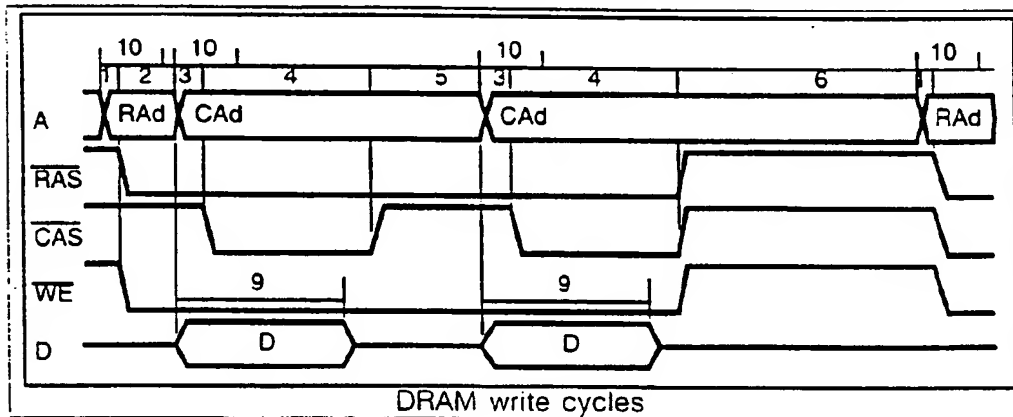 10 10 10 10
1 2 3 4 5 3 4 6
A RAd CAd CAd RAd
RAS
CAS
WE
9 9
D D D
DRAM write cycles